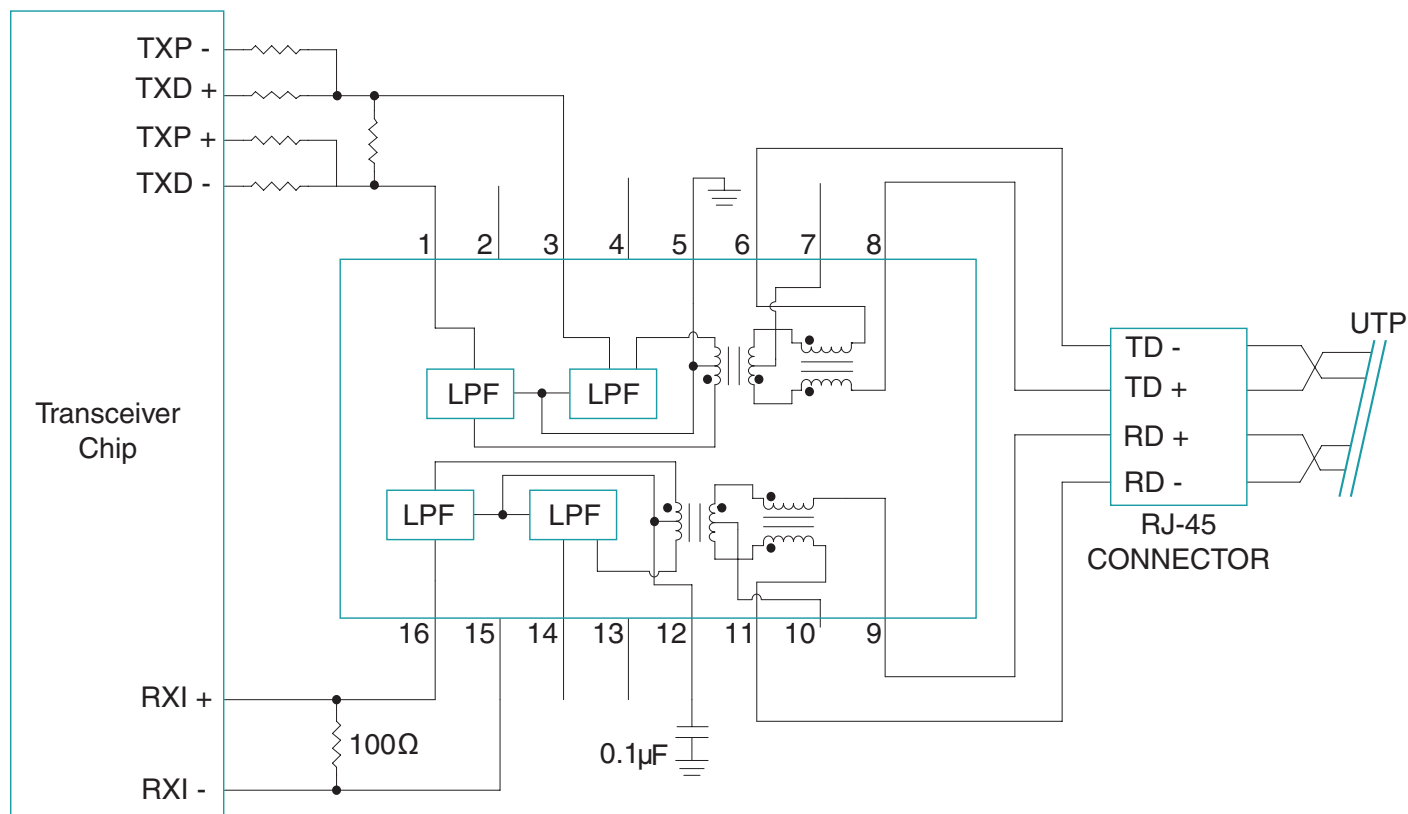 TXP -
TXD +
TXP +
TXD -
1 2 3 4 5 6 7 8
UTP
TD -
TD +
RD +
RD -
RJ-45
CONNECTOR
LPF LPF
Transceiver
Chip
LPF LPF
16 15 14 13 12 11 10 9
RXI +
100Ω
0.1µF
RXI -